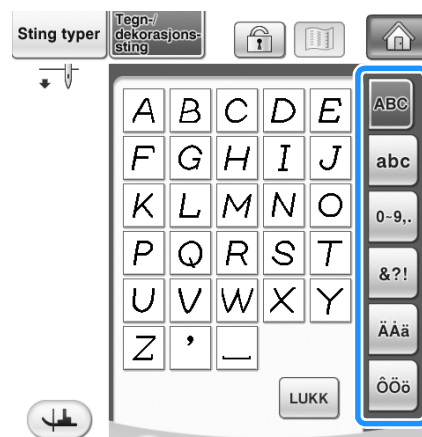 Sting typer
Tegn-/
dekorasjons-
sting
A B C D E
F G H I J
K L M N O
P Q R S T
U V W X Y
Z ’ _
LUKK
ABC
abc
0~9,.
&?!
ÄÅä
ÔÖö